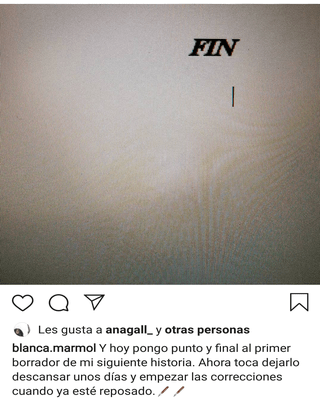 FIN
Les gusta a anagall_ y otras personas
blanca.marmol Y hoy pongo punto y final al primer
borrador de mi siguiente historia. Ahora toca dejarlo
descansar unos días y empezar las correcciones
cuando ya esté reposado.